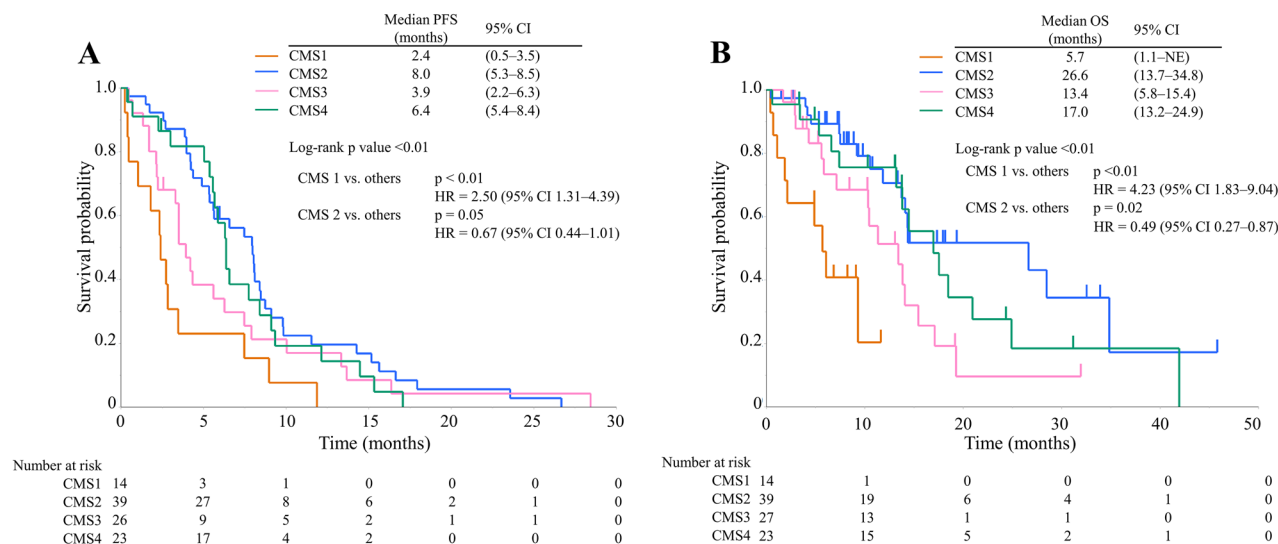 A
Median PFS (months) 95% CI
CMS1 2.4 (0.5–3.5)
CMS2 8.0 (5.3–8.5)
CMS3 3.9 (2.2–6.3)
CMS4 6.4 (5.4–8.4)
Log-rank p value <0.01
CMS 1 vs. others p < 0.01
HR = 2.50 (95% CI 1.31–4.39)
CMS 2 vs. others p = 0.05
HR = 0.67 (95% CI 0.44–1.01)
Survival probability
1.0
0.8
0.6
0.4
0.2
0
0 5 10 15 20 25 30
Time (months)
Number at risk
CMS1 14 3 1 0 0 0 0
CMS2 39 27 8 6 2 1 0
CMS3 26 9 5 2 1 1 0
CMS4 23 17 4 2 0 0 0
B
Median OS (months) 95% CI
CMS1 5.7 (1.1–NE)
CMS2 26.6 (13.7–34.8)
CMS3 13.4 (5.8–15.4)
CMS4 17.0 (13.2–24.9)
Log-rank p value <0.01
CMS 1 vs. others p <0.01
HR = 4.23 (95% CI 1.83–9.04)
CMS 2 vs. others p = 0.02
HR = 0.49 (95% CI 0.27–0.87)
Survival probability
1.0
0.8
0.6
0.4
0.2
0
0 10 20 30 40 50
Time (months)
Number at risk
CMS1 14 1 0 0 0 0
CMS2 39 19 6 4 1 0
CMS3 27 13 1 1 0 0
CMS4 23 15 5 2 1 0